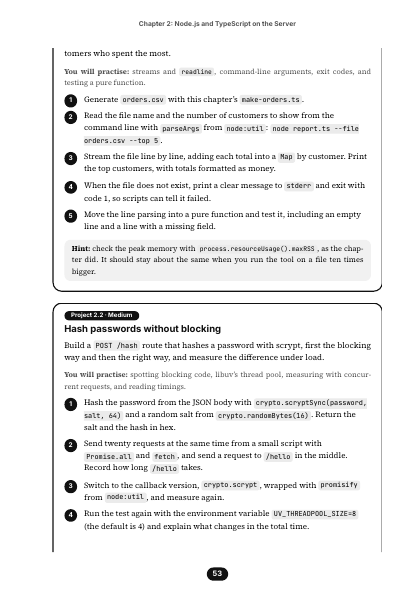 Chapter 2: Node.js and TypeScript on the Server
tomers who spent the most.
You will practise: streams and readline, command-line arguments, exit codes, and
testing a pure function.
1 Generate orders.csv with this chapter's make-orders.ts.
2 Read the file name and the number of customers to show from the
command line with parseArgs from node:util: node report.ts --file
orders.csv --top 5.
3 Stream the file line by line, adding each total into a Map by customer. Print
the top customers, with totals formatted as money.
4 When the file does not exist, print a clear message to stderr and exit with
code 1, so scripts can tell it failed.
5 Move the line parsing into a pure function and test it, including an empty
line and a line with a missing field.
Hint: check the peak memory with process.resourceUsage().maxRSS, as the chap-
ter did. It should stay about the same when you run the tool on a file ten times
bigger.
Project 2.2 · Medium
Hash passwords without blocking
Build a POST /hash route that hashes a password with scrypt, first the blocking
way and then the right way, and measure the difference under load.
You will practise: spotting blocking code, libuv's thread pool, measuring with concur-
rent requests, and reading timings.
1 Hash the password from the JSON body with crypto.scryptSync(password,
salt, 64) and a random salt from crypto.randomBytes(16). Return the
salt and the hash in hex.
2 Send twenty requests at the same time from a small script with
Promise.all and fetch, and send a request to /hello in the middle.
Record how long /hello takes.
3 Switch to the callback version, crypto.scrypt, wrapped with promisify
from node:util, and measure again.
4 Run the test again with the environment variable UV_THREADPOOL_SIZE=8
(the default is 4) and explain what changes in the total time.
53